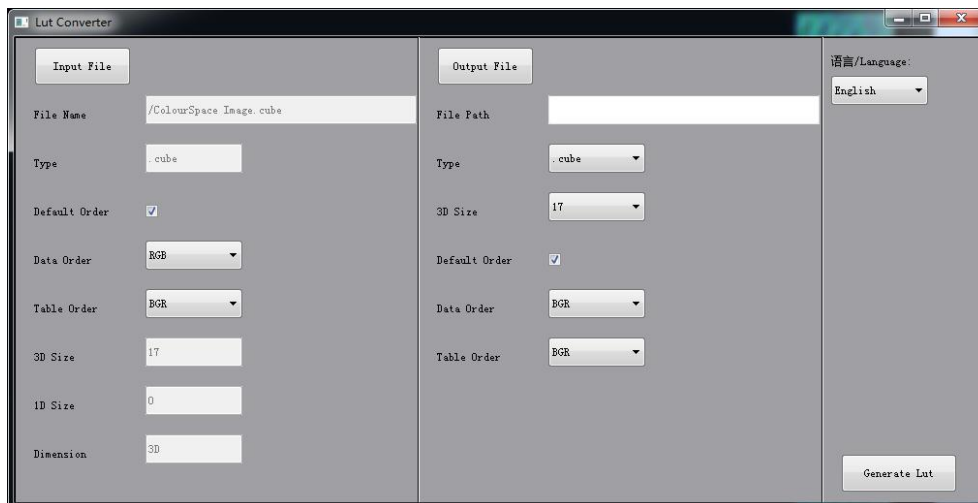 Lut Converter
Input File
File Name /ColourSpace Image.cube
Type .cube
Default Order
Data Order RGB
Table Order BGR
3D Size 17
1D Size 0
Dimension 3D
Output File
File Path
Type .cube
3D Size 17
Default Order
Data Order BGR
Table Order BGR
语言/Language:
English
Generate Lut